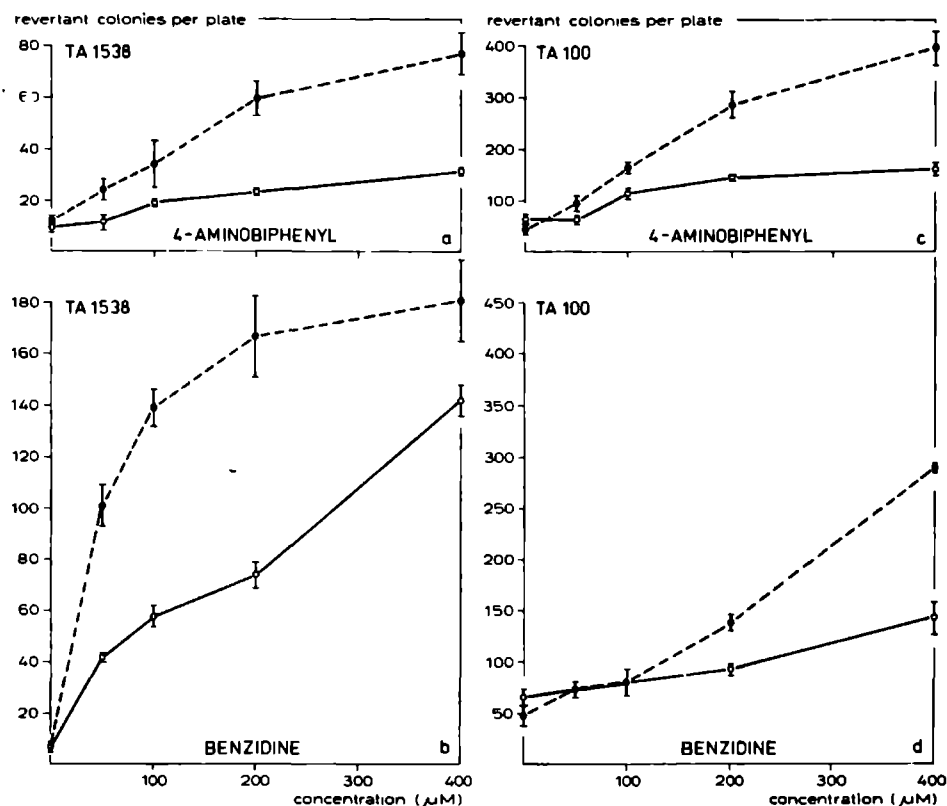 revertant colonies per plate
TA 1538
80
60
40
20
4-AMINOBIPHENYL
a
revertant colonies per plate
TA 100
400
300
200
100
4-AMINOBIPHENYL
c
TA 1538
180
160
140
120
100
80
60
40
20
BENZIDINE
b
100
200
400
concentration (µM)
TA 100
450
400
350
300
250
200
150
100
50
BENZIDINE
d
100
200
400
concentration (µM)